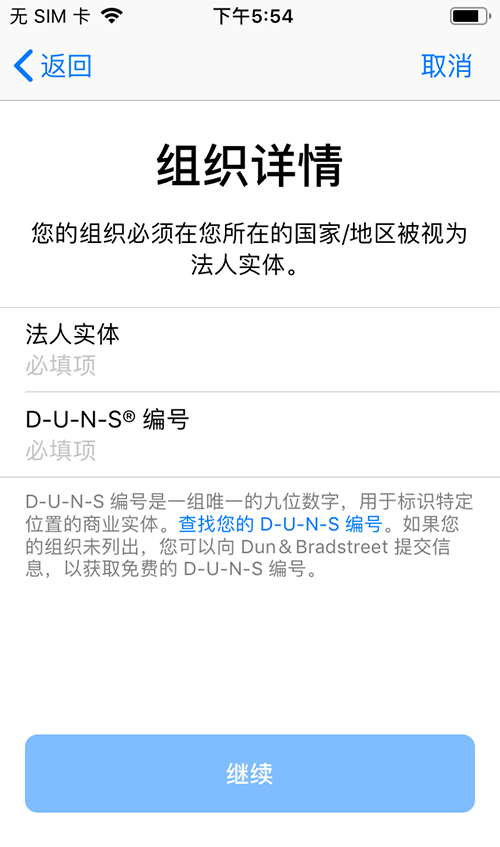 无 SIM 卡 下午5:54
返回 取消
组织详情
您的组织必须在您所在的国家/地区被视为
法人实体。
法人实体
必填项
D-U-N-S® 编号
必填项
D-U-N-S 编号是一组唯一的九位数字，用于标识特定
位置的商业实体。查找您的 D-U-N-S 编号。如果您
的组织未列出，您可以向 Dun＆Bradstreet 提交信
息，以获取免费的 D-U-N-S 编号。
继续